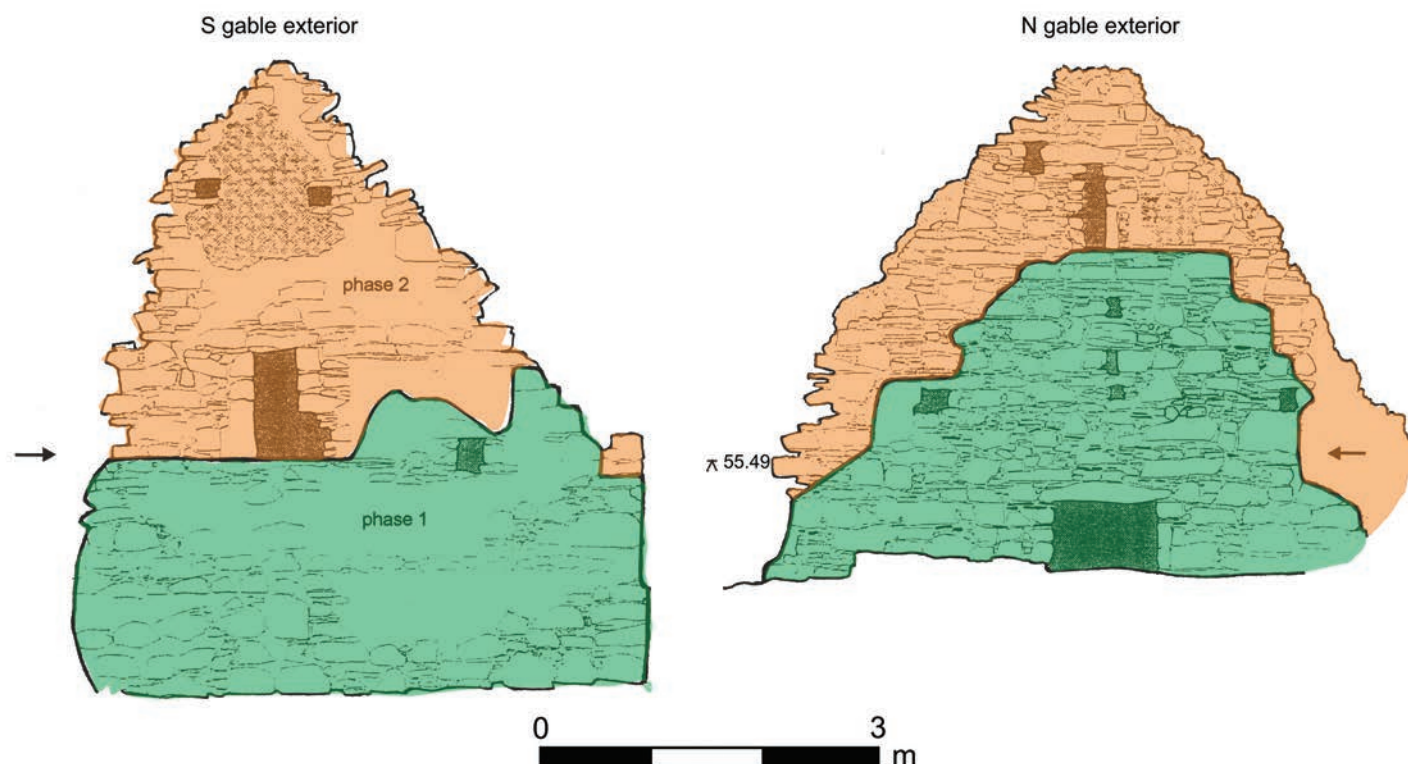 S gable exterior
N gable exterior
phase 2
phase 1
⊼ 55.49
0 3
m